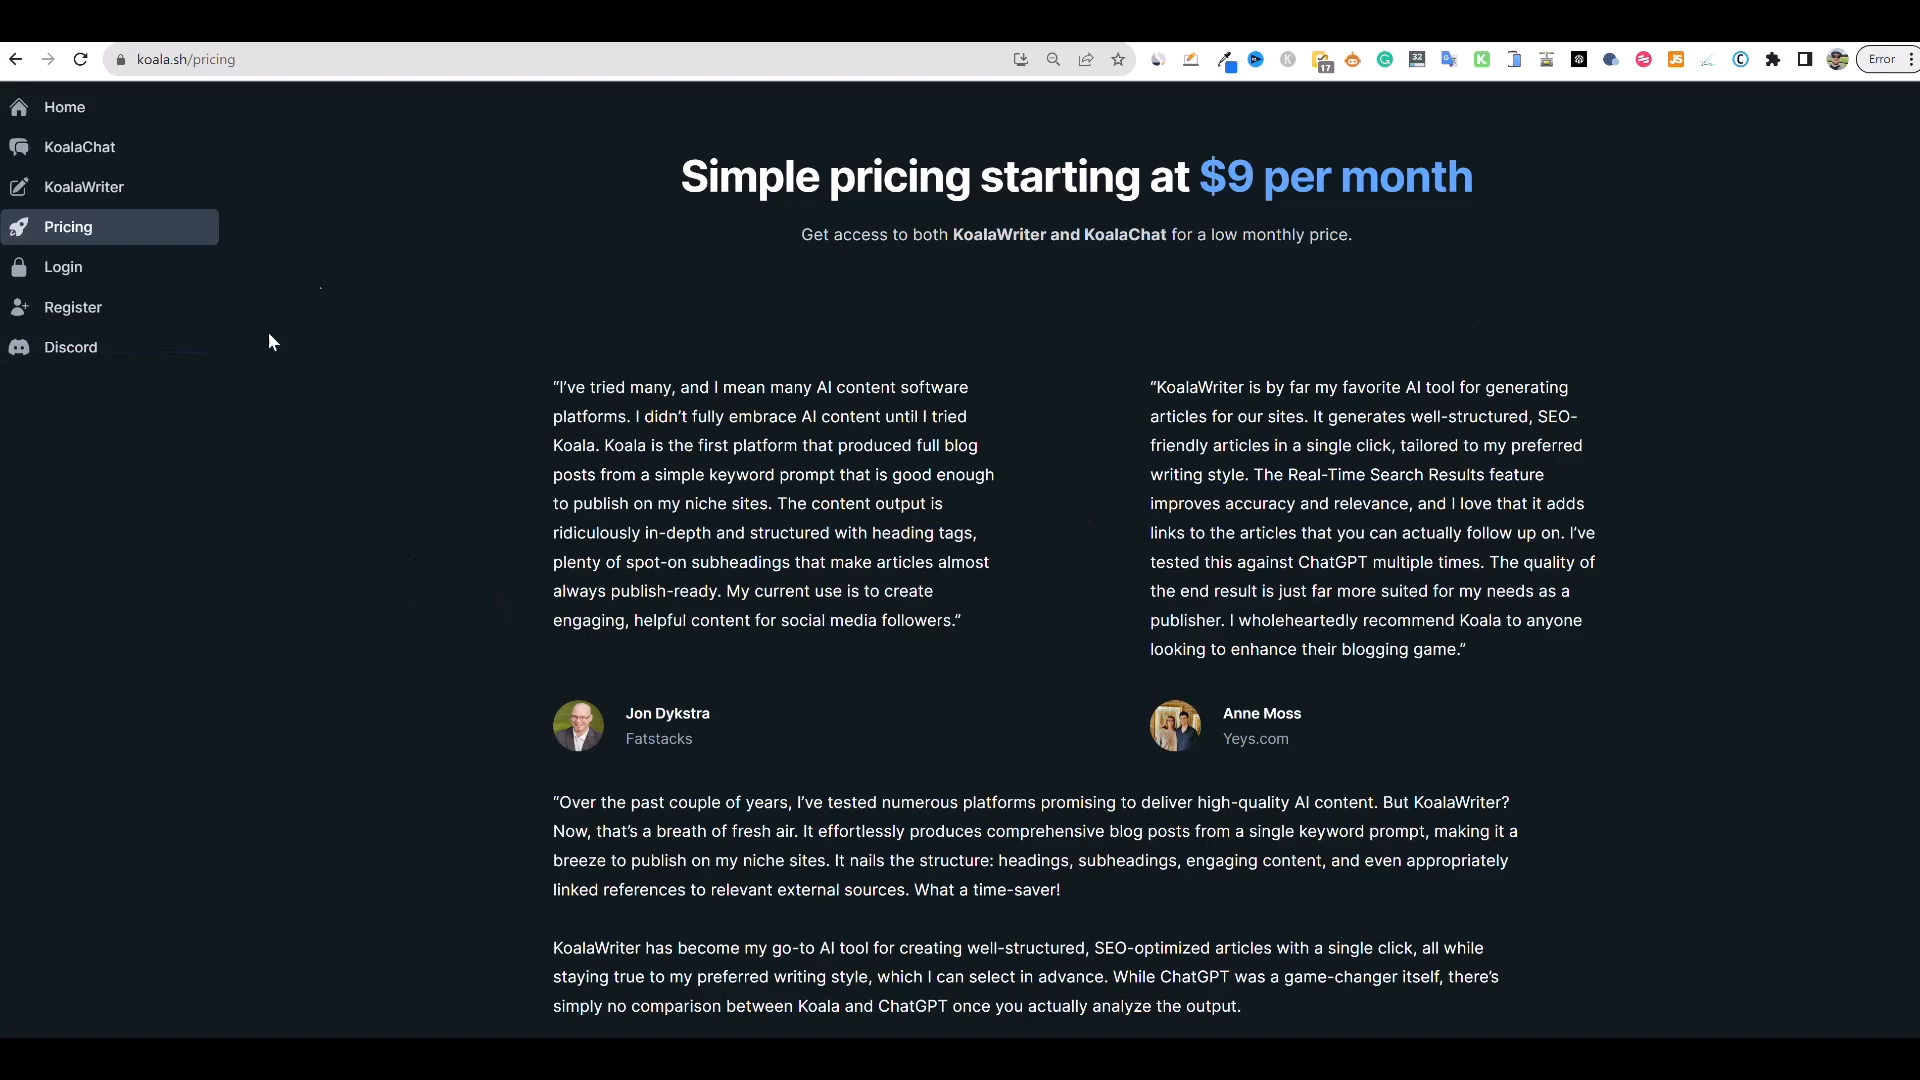 koala.sh/pricing
17
32
JS
Error
Home
KoalaChat
KoalaWriter
Pricing
Login
Register
Discord
Simple pricing starting at $9 per month
Get access to both KoalaWriter and KoalaChat for a low monthly price.
“I’ve tried many, and I mean many AI content software
platforms. I didn’t fully embrace AI content until I tried
Koala. Koala is the first platform that produced full blog
posts from a simple keyword prompt that is good enough
to publish on my niche sites. The content output is
ridiculously in-depth and structured with heading tags,
plenty of spot-on subheadings that make articles almost
always publish-ready. My current use is to create
engaging, helpful content for social media followers.”
Jon Dykstra
Fatstacks
“KoalaWriter is by far my favorite AI tool for generating
articles for our sites. It generates well-structured, SEO-
friendly articles in a single click, tailored to my preferred
writing style. The Real-Time Search Results feature
improves accuracy and relevance, and I love that it adds
links to the articles that you can actually follow up on. I’ve
tested this against ChatGPT multiple times. The quality of
the end result is just far more suited for my needs as a
publisher. I wholeheartedly recommend Koala to anyone
looking to enhance their blogging game.”
Anne Moss
Yeys.com
“Over the past couple of years, I’ve tested numerous platforms promising to deliver high-quality AI content. But KoalaWriter?
Now, that’s a breath of fresh air. It effortlessly produces comprehensive blog posts from a single keyword prompt, making it a
breeze to publish on my niche sites. It nails the structure: headings, subheadings, engaging content, and even appropriately
linked references to relevant external sources. What a time-saver!
KoalaWriter has become my go-to AI tool for creating well-structured, SEO-optimized articles with a single click, all while
staying true to my preferred writing style, which I can select in advance. While ChatGPT was a game-changer itself, there’s
simply no comparison between Koala and ChatGPT once you actually analyze the output.